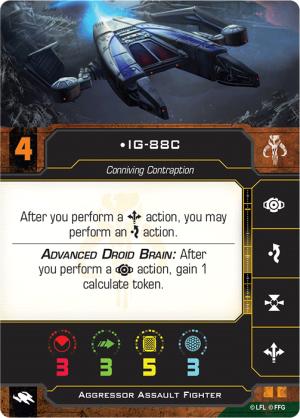 4
•IG-88C
Conniving Contraption
After you perform a action, you may
perform an action.
ADVANCED DROID BRAIN: After
you perform a action, gain 1
calculate token.
3 3 5 3
AGGRESSOR ASSAULT FIGHTER
© LFL © FFG